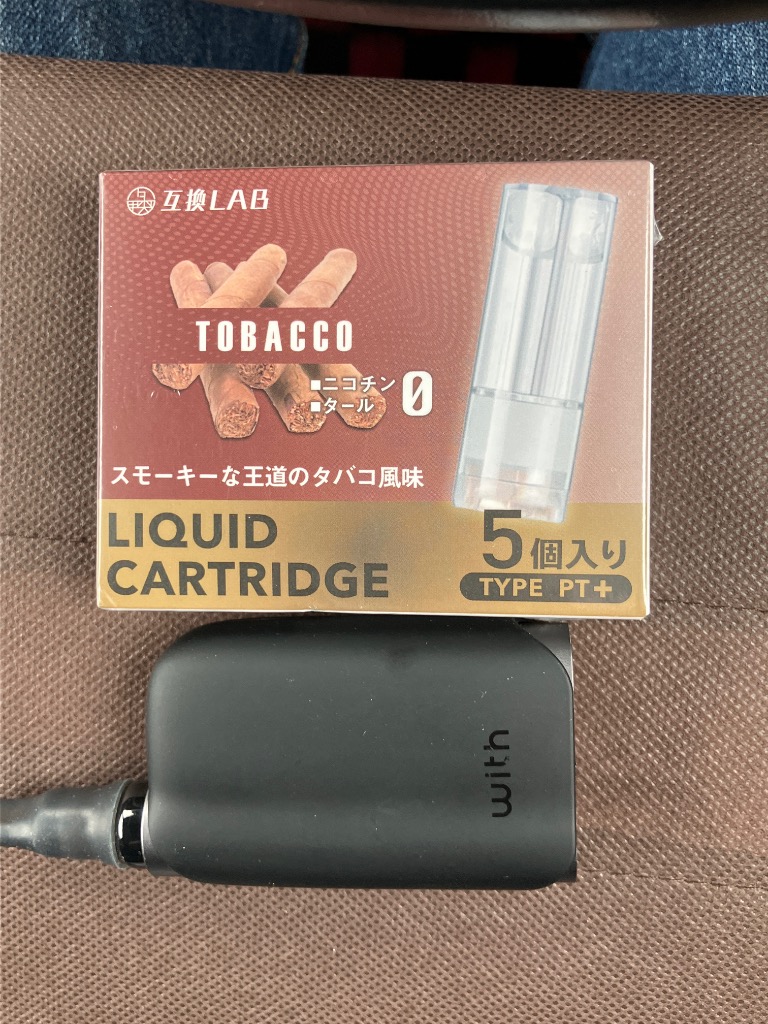 互換LAB
TOBACCO
■ニコチン
■タール 0
スモーキーな王道のタバコ風味
LIQUID
CARTRIDGE
5個入り
TYPE PT+
with